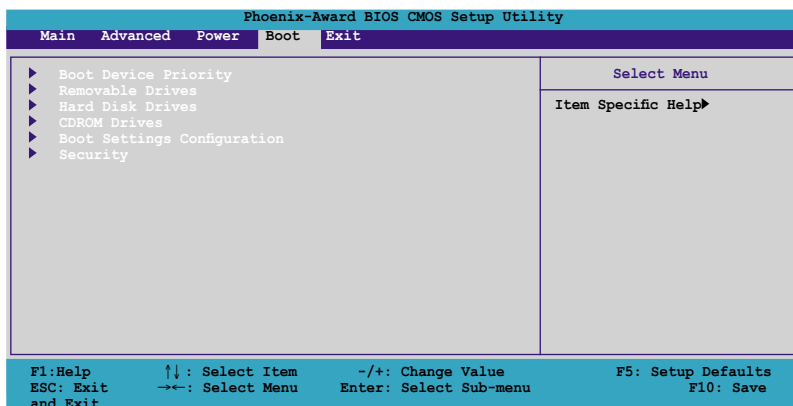 Phoenix-Award BIOS CMOS Setup Utility
Main Advanced Power Boot Exit
Boot Device Priority
Removable Drives
Hard Disk Drives
CDROM Drives
Boot Settings Configuration
Security
Select Menu
Item Specific Help
F1:Help ↑↓: Select Item -/+: Change Value F5: Setup Defaults
ESC: Exit →←: Select Menu Enter: Select Sub-menu F10: Save
and Exit